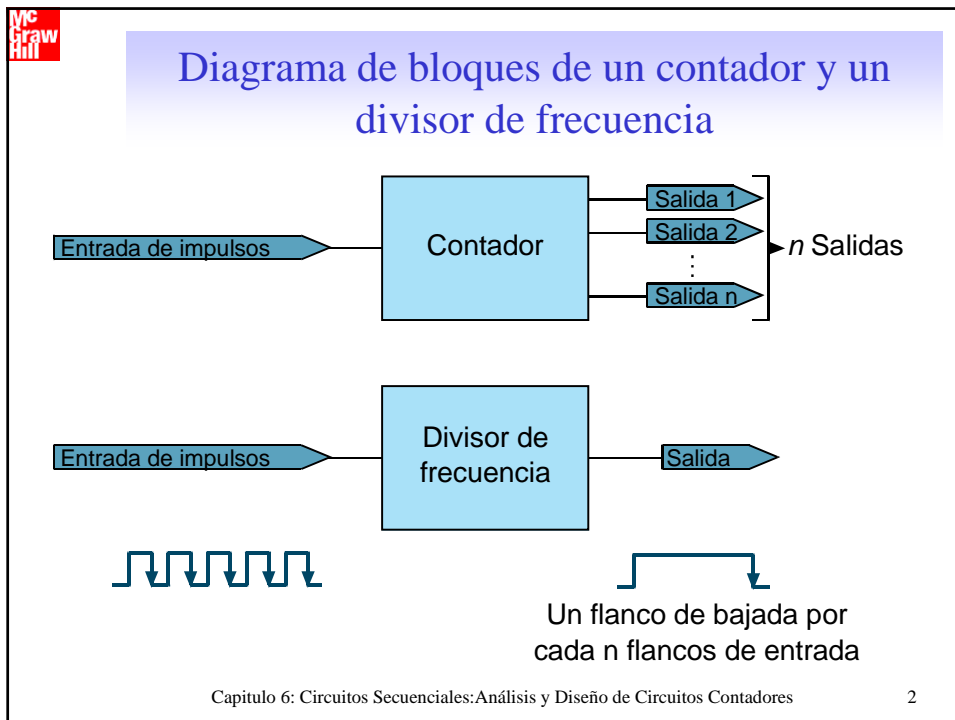 Mc
Graw
Hill
Diagrama de bloques de un contador y un
divisor de frecuencia
Entrada de impulsos
Contador
Salida 1
Salida 2
Salida n
n Salidas
Entrada de impulsos
Divisor de
frecuencia
Salida
Un flanco de bajada por
cada n flancos de entrada
Capitulo 6: Circuitos Secuenciales:Análisis y Diseño de Circuitos Contadores
2